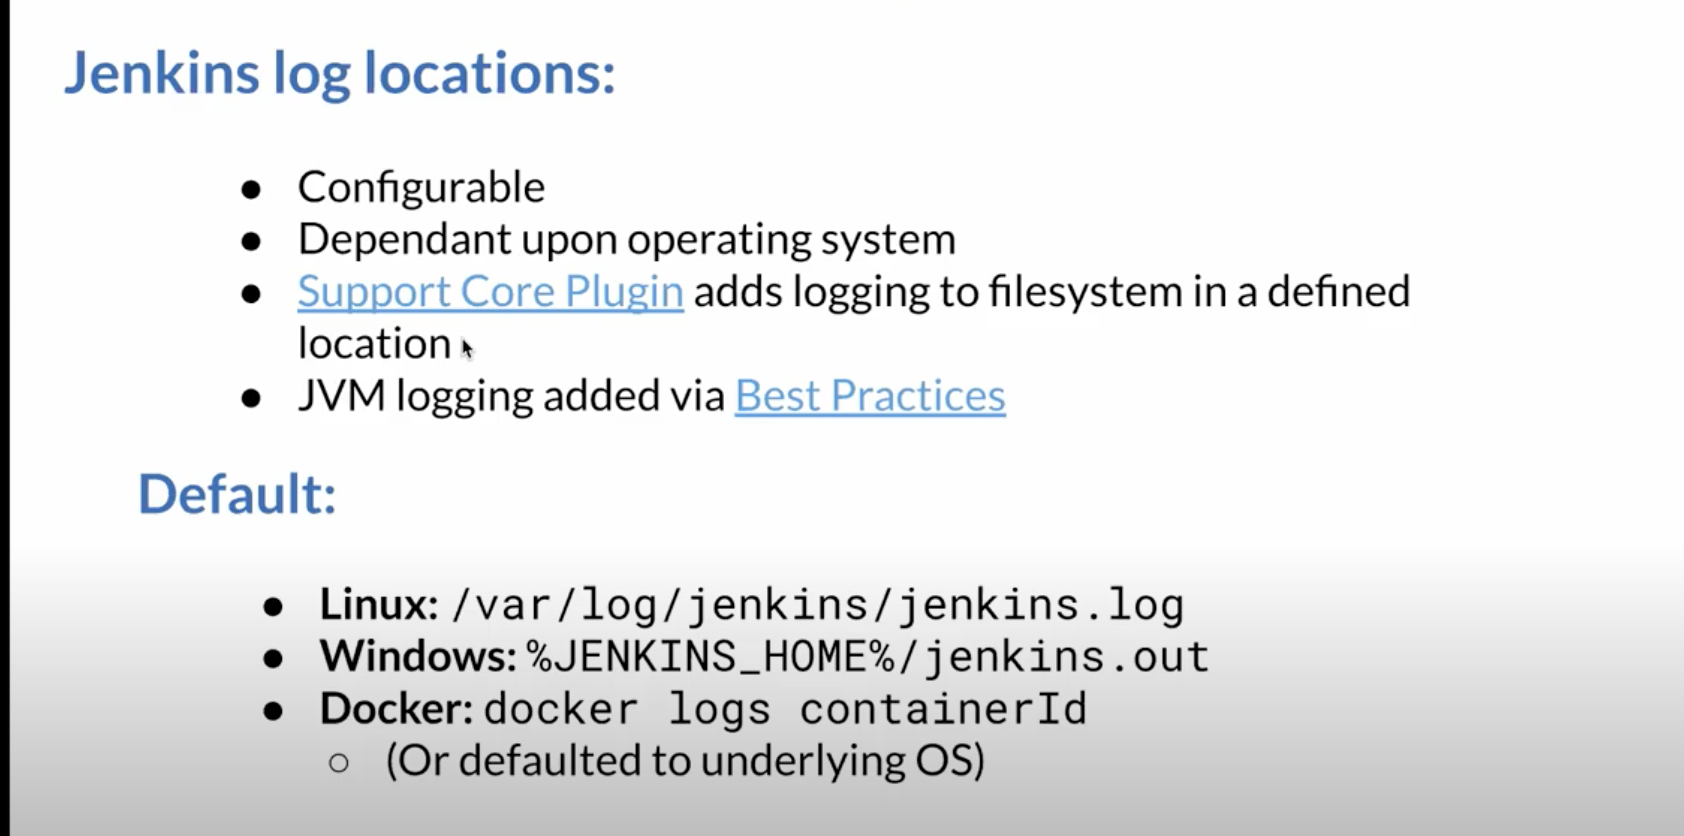 Jenkins log locations:
● Configurable
● Dependant upon operating system
● Support Core Plugin adds logging to filesystem in a defined
location
● JVM logging added via Best Practices
Default:
● Linux: /var/log/jenkins/jenkins.log
● Windows: %JENKINS_HOME%/jenkins.out
● Docker: docker logs containerId
○ (Or defaulted to underlying OS)